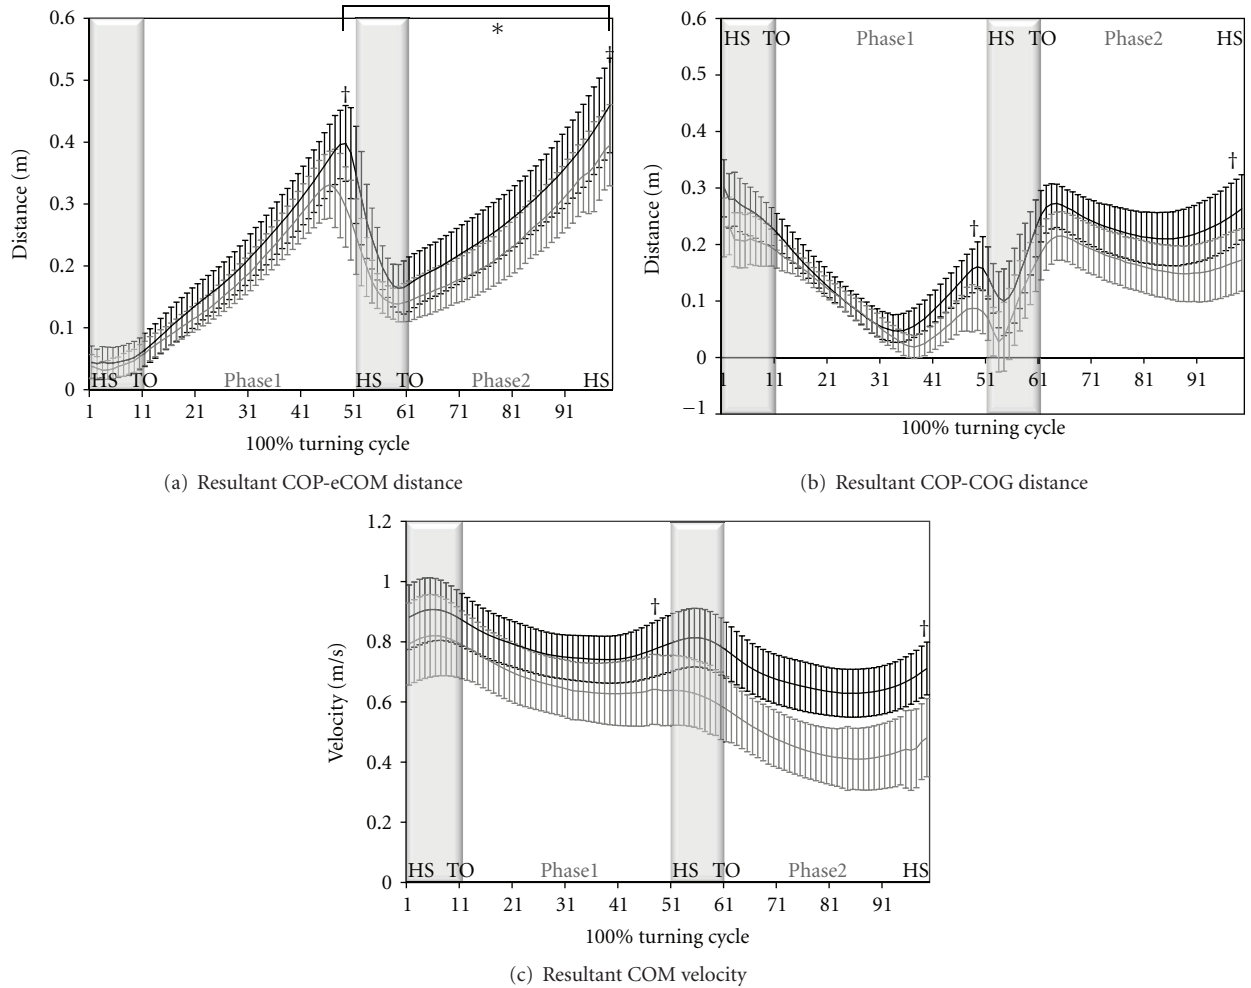 0.6
0.5
0.4
0.3
0.2
0.1
0
Distance (m)
*
†
‡
HS TO Phase1 HS TO Phase2 HS
1 11 21 31 41 51 61 71 81 91
100% turning cycle
(a) Resultant COP-eCOM distance
0.6
0.5
0.4
0.3
0.2
0.1
0
−1
Distance (m)
HS TO Phase1 HS TO Phase2 HS
†
†
1 11 21 31 41 51 61 71 81 91
100% turning cycle
(b) Resultant COP-COG distance
1.2
1
0.8
0.6
0.4
0.2
0
Velocity (m/s)
†
†
HS TO Phase1 HS TO Phase2 HS
1 11 21 31 41 51 61 71 81 91
100% turning cycle
(c) Resultant COM velocity